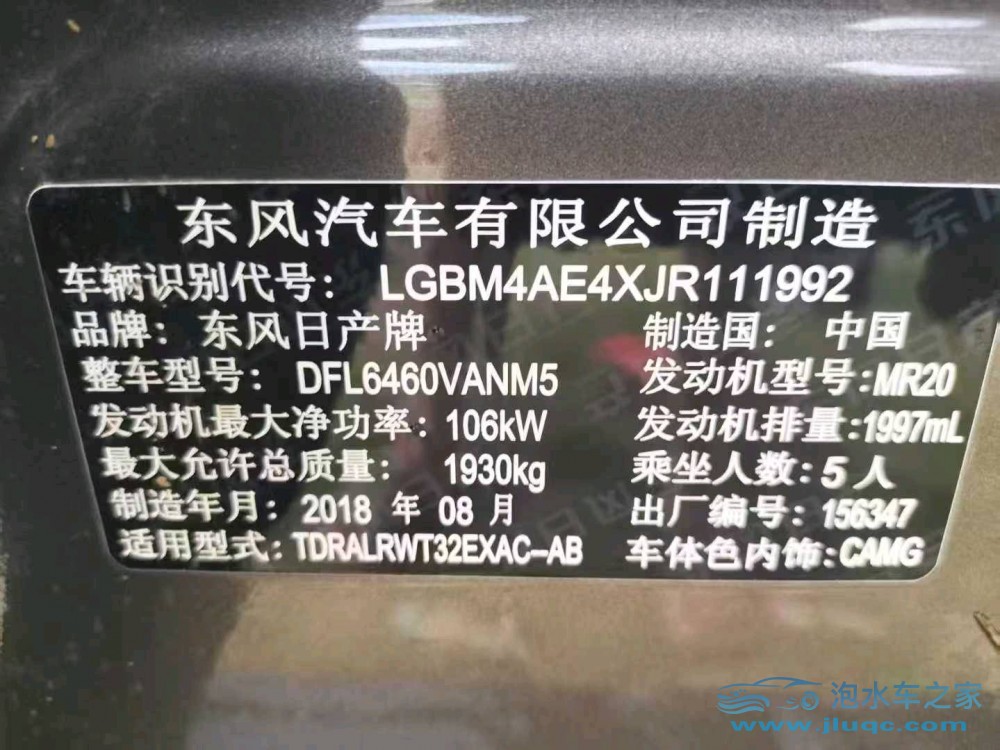 东风汽车有限公司制造
车辆识别代号: LGBM4AE4XJR111992
品牌: 东风日产牌 制造国: 中国
整车型号: DFL6460VANM5 发动机型号:MR20
发动机最大净功率: 106kW 发动机排量:1997mL
最大允许总质量: 1930kg 乘坐人数:5人
制造年月: 2018 年 08 月 出厂编号: 156347
适用型式: TDRALRWT32EXAC-AB 车体色内饰:CAMG
泡水车之家
www.jluqc.com